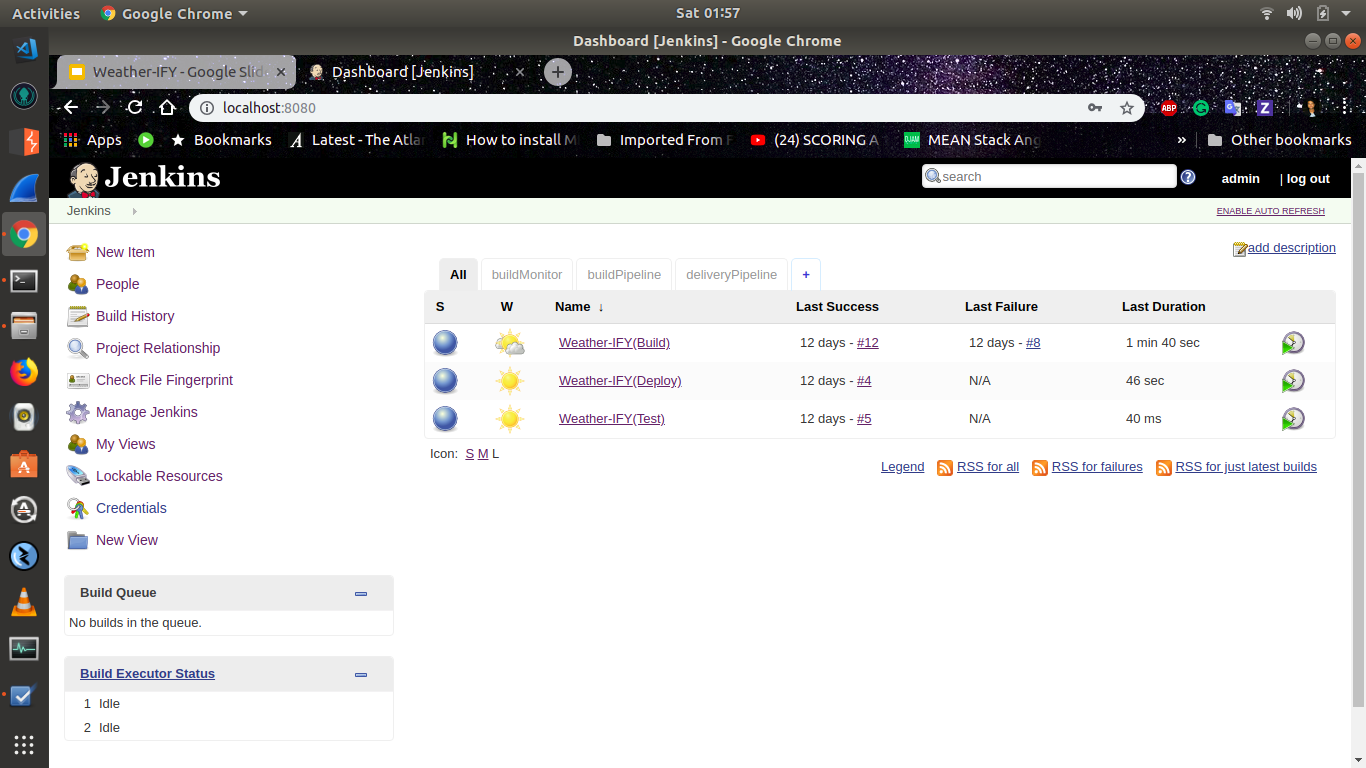 Activities Google Chrome Sat 01:57
Dashboard [Jenkins] - Google Chrome
Weather-IFY - Google Slid Dashboard [Jenkins]
localhost:8080 ABP Z
Apps Bookmarks Latest - The Atla How to install M Imported From F (24) SCORING A MEAN Stack Ang » Other bookmarks
Jenkins search ? admin | log out
Jenkins ENABLE AUTO REFRESH
add description
New Item
People
Build History
Project Relationship
Check File Fingerprint
Manage Jenkins
My Views
Lockable Resources
Credentials
New View
Build Queue
No builds in the queue.
Build Executor Status
1 Idle
2 Idle
All buildMonitor buildPipeline deliveryPipeline +
S W Name ↓ Last Success Last Failure Last Duration
Weather-IFY(Build) 12 days - #12 12 days - #8 1 min 40 sec
Weather-IFY(Deploy) 12 days - #4 N/A 46 sec
Weather-IFY(Test) 12 days - #5 N/A 40 ms
Icon: S M L
Legend RSS for all RSS for failures RSS for just latest builds